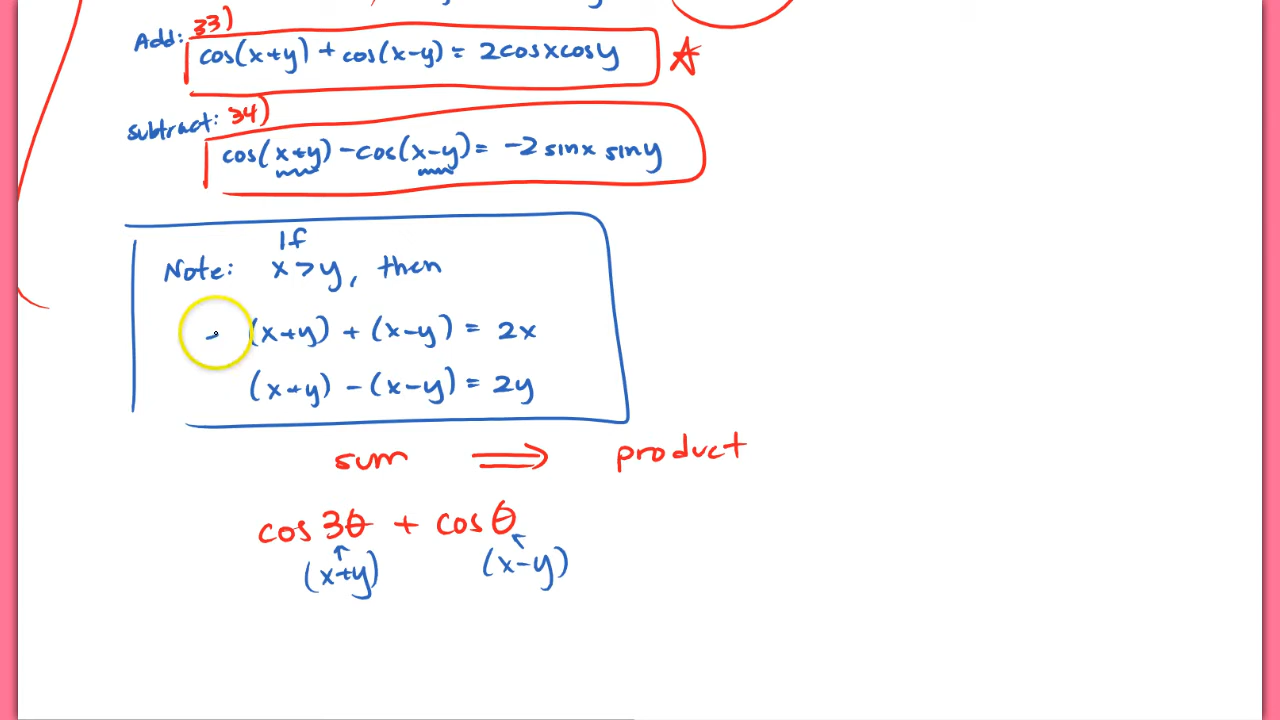 Add: 33)
cos(x+y) + cos(x-y) = 2cosxcosy
subtract: 34)
cos(x+y) - cos(x-y) = -2 sinx siny
If
Note: x > y, then
(x+y) + (x-y) = 2x
(x+y) - (x-y) = 2y
sum ⟹ product
cos 3θ + cos θ
(x+y) (x-y)